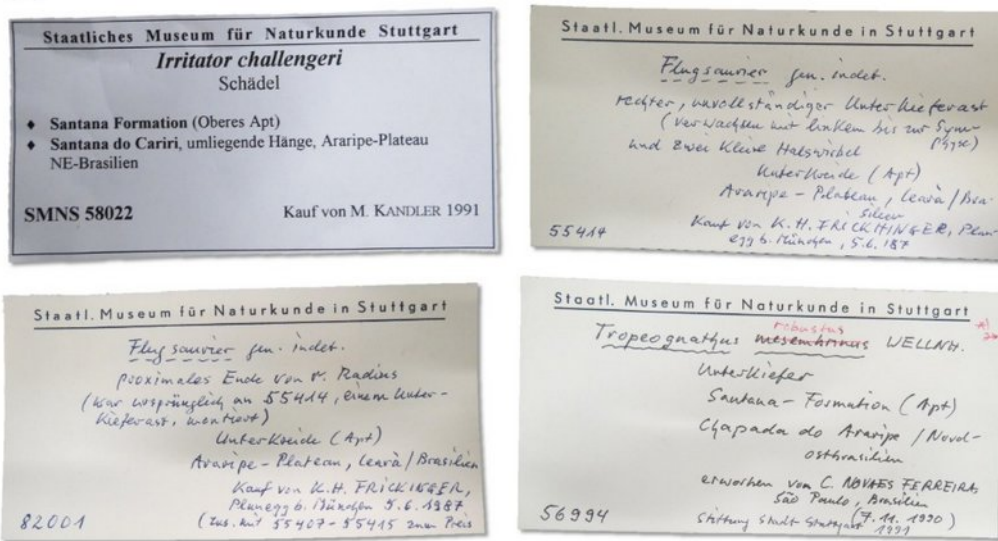 Staatliches Museum für Naturkunde Stuttgart
Irritator challengeri
Schädel
♦ Santana Formation (Oberes Apt)
♦ Santana do Cariri, umliegende Hänge, Araripe-Plateau
NE-Brasilien
SMNS 58022 Kauf von M. KANDLER 1991
Staatl. Museum für Naturkunde in Stuttgart
Flugsaurier gen. indet.
rechter, unvollständiger Unterkieferast
(verwachsen mit linkem bis zur Sym-
physe)
und zwei kleine Halswirbel
Unterkreide (Apt)
Araripe-Plateau, Ceará/Bra-
silien
Kauf von K.H. FRICKHINGER, Plan-
egg b. München, 5.6.187
55414
Staatl. Museum für Naturkunde in Stuttgart
Flugsaurier gen. indet.
proximales Ende von r. Radius
(war ursprünglich an 55414, einem Unter-
kieferast, montiert)
Unterkreide (Apt)
Araripe-Plateau, Ceará/Brasilien
Kauf von K.H. FRICKINGER,
Planegg b. München 5.6.1987
82001 (zus. mit 55407-55415 zum Preis
Staatl. Museum für Naturkunde in Stuttgart
robustus
Tropeognathus mesembrinus WELLNH.
Unterkiefer
Santana-Formation (Apt)
Chapada do Araripe / Nord-
ostbrasilien
erworben von C. NOVAES FERREIRA
São Paulo, Brasilien
56994 (7.11.1990)
Stiftung Stadt Stuttgart 1991